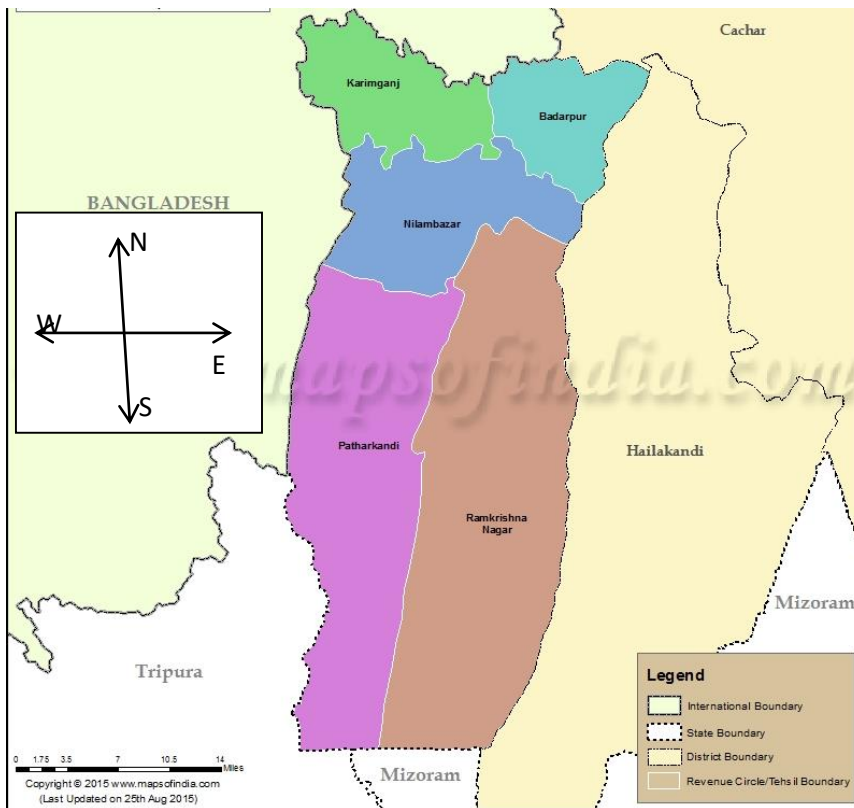 Cachar
Karimganj
Badarpur
BANGLADESH
Nilambazar
N
W
E
S
mapsofindia.com
Patharkandi
Hailakandi
Ramkrishna
Nagar
Mizoram
Tripura
Legend
International Boundary
State Boundary
District Boundary
Revenue Circle/Tehsil Boundary
0 1.75 3.5 7 10.5 14
Miles
Mizoram
Copyright © 2015 www.mapsofindia.com
(Last Updated on 25th Aug 2015)